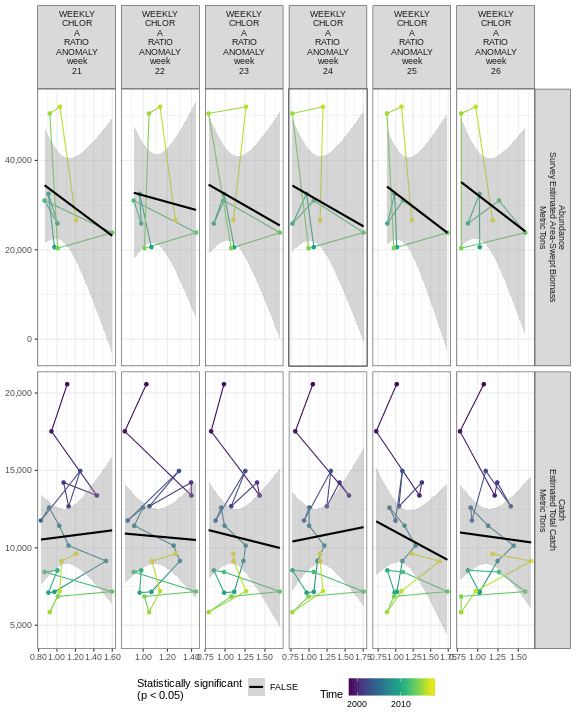 WEEKLY
CHLOR
A
RATIO
ANOMALY
week
21
WEEKLY
CHLOR
A
RATIO
ANOMALY
week
22
WEEKLY
CHLOR
A
RATIO
ANOMALY
week
23
WEEKLY
CHLOR
A
RATIO
ANOMALY
week
24
WEEKLY
CHLOR
A
RATIO
ANOMALY
week
25
WEEKLY
CHLOR
A
RATIO
ANOMALY
week
26
40,000
20,000
0
Abundance
Survey Estimated Area-Swept Biomass
Metric Tons
20,000
15,000
10,000
5,000
Catch
Estimated Total Catch
Metric Tons
0.80 1.00 1.20 1.40 1.60
1.00 1.20 1.40
0.75 1.00 1.25 1.50
0.75 1.00 1.25 1.50 1.75
0.75 1.00 1.25 1.50
0.75 1.00 1.25 1.50
Statistically significant
(p < 0.05)
FALSE
Time
2000 2010